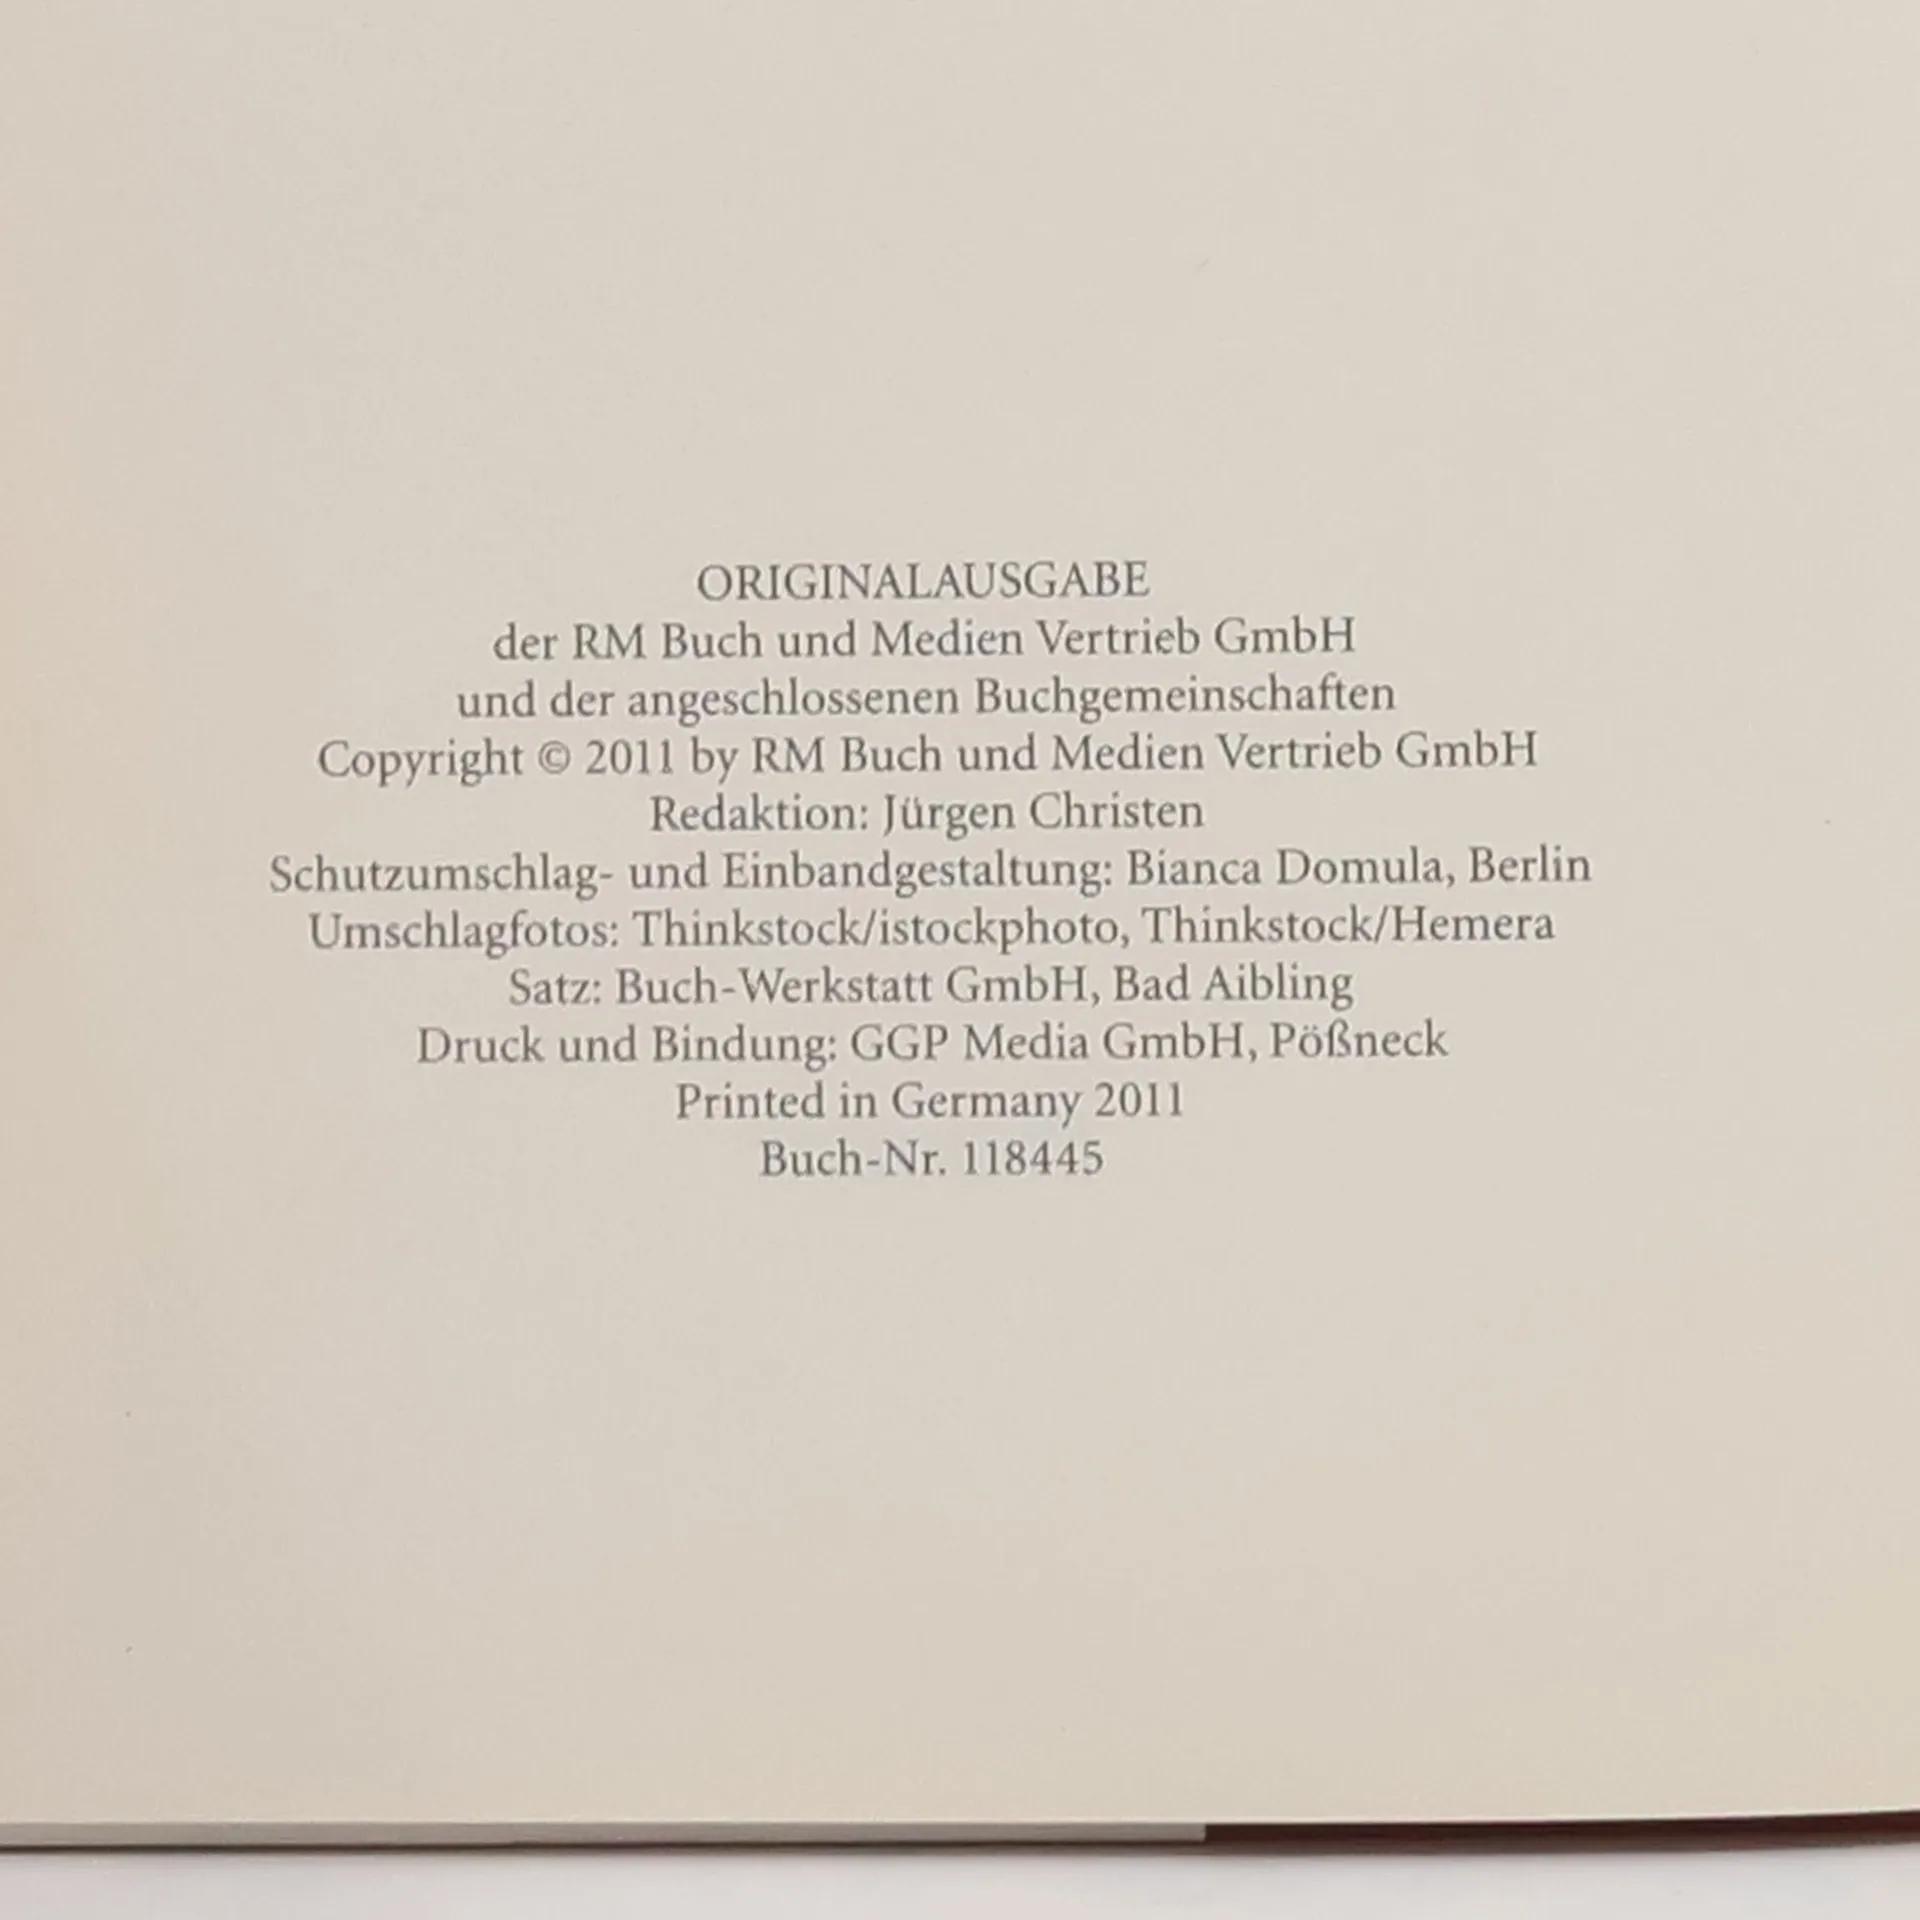 ORIGINALAUSGABE
der RM Buch und Medien Vertrieb GmbH
und der angeschlossenen Buchgemeinschaften
Copyright © 2011 by RM Buch und Medien Vertrieb GmbH
Redaktion: Jürgen Christen
Schutzumschlag- und Einbandgestaltung: Bianca Domula, Berlin
Umschlagfotos: Thinkstock/istockphoto, Thinkstock/Hemera
Satz: Buch-Werkstatt GmbH, Bad Aibling
Druck und Bindung: GGP Media GmbH, Pößneck
Printed in Germany 2011
Buch-Nr. 118445